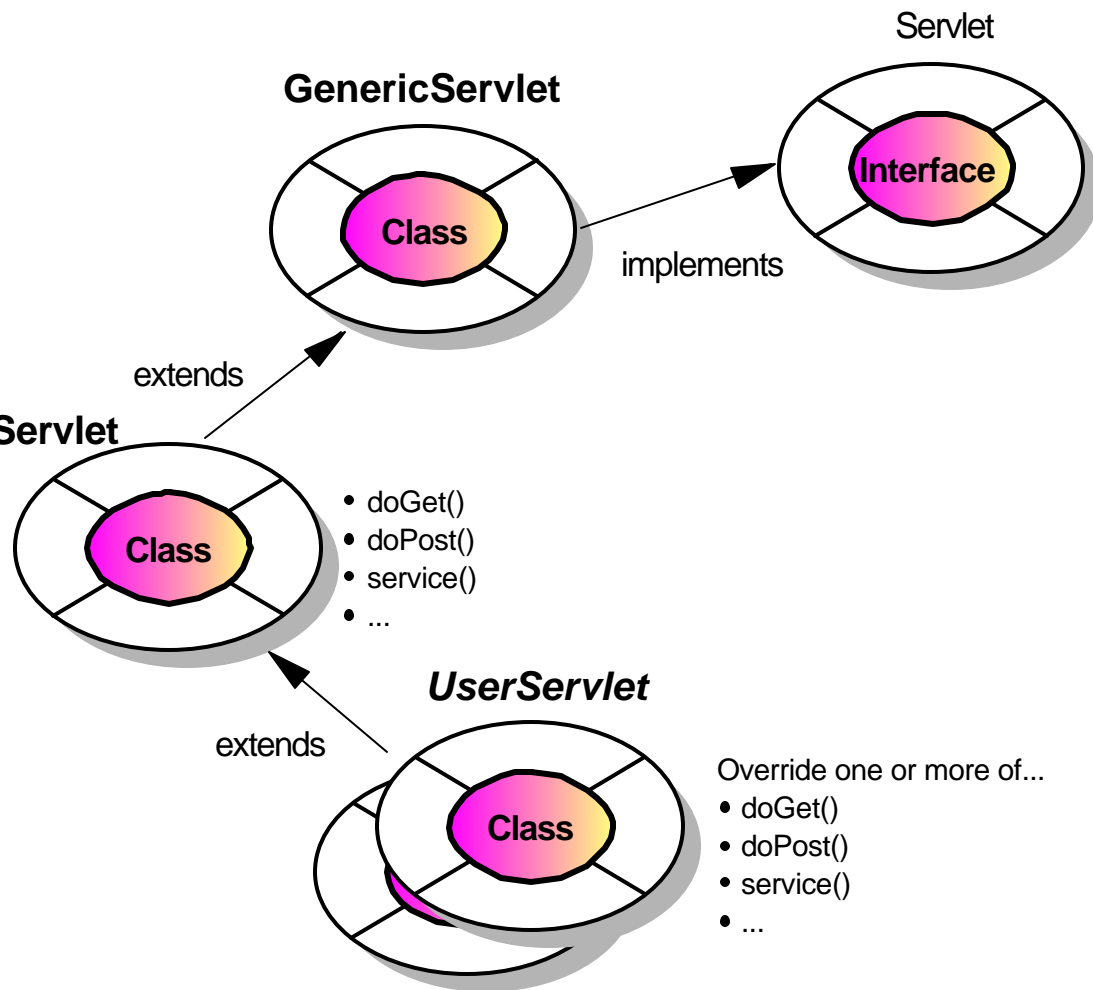 Servlet
GenericServlet
Interface
Class
implements
extends
Servlet
• doGet()
• doPost()
• service()
• ...
Class
UserServlet
extends
Override one or more of...
• doGet()
• doPost()
• service()
• ...
Class